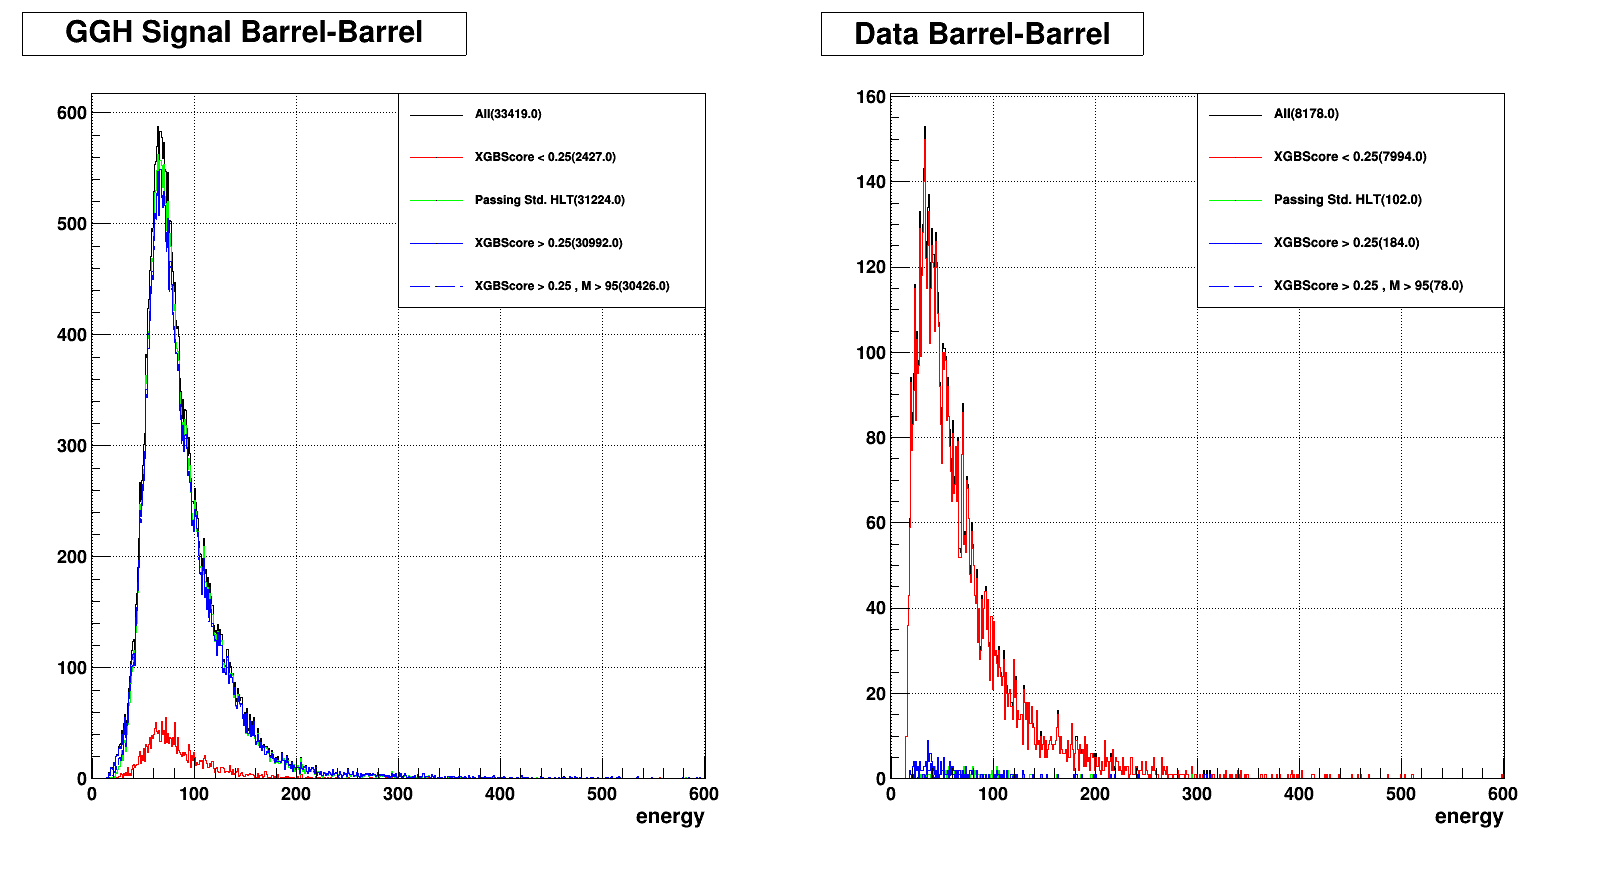 GGH Signal Barrel-Barrel
All(33419.0)
XGBScore < 0.25(2427.0)
Passing Std. HLT(31224.0)
XGBScore > 0.25(30992.0)
XGBScore > 0.25 , M > 95(30426.0)
600
500
400
300
200
100
0
0 100 200 300 400 500 600
energy
Data Barrel-Barrel
All(8178.0)
XGBScore < 0.25(7994.0)
Passing Std. HLT(102.0)
XGBScore > 0.25(184.0)
XGBScore > 0.25 , M > 95(78.0)
160
140
120
100
80
60
40
20
0
0 100 200 300 400 500 600
energy